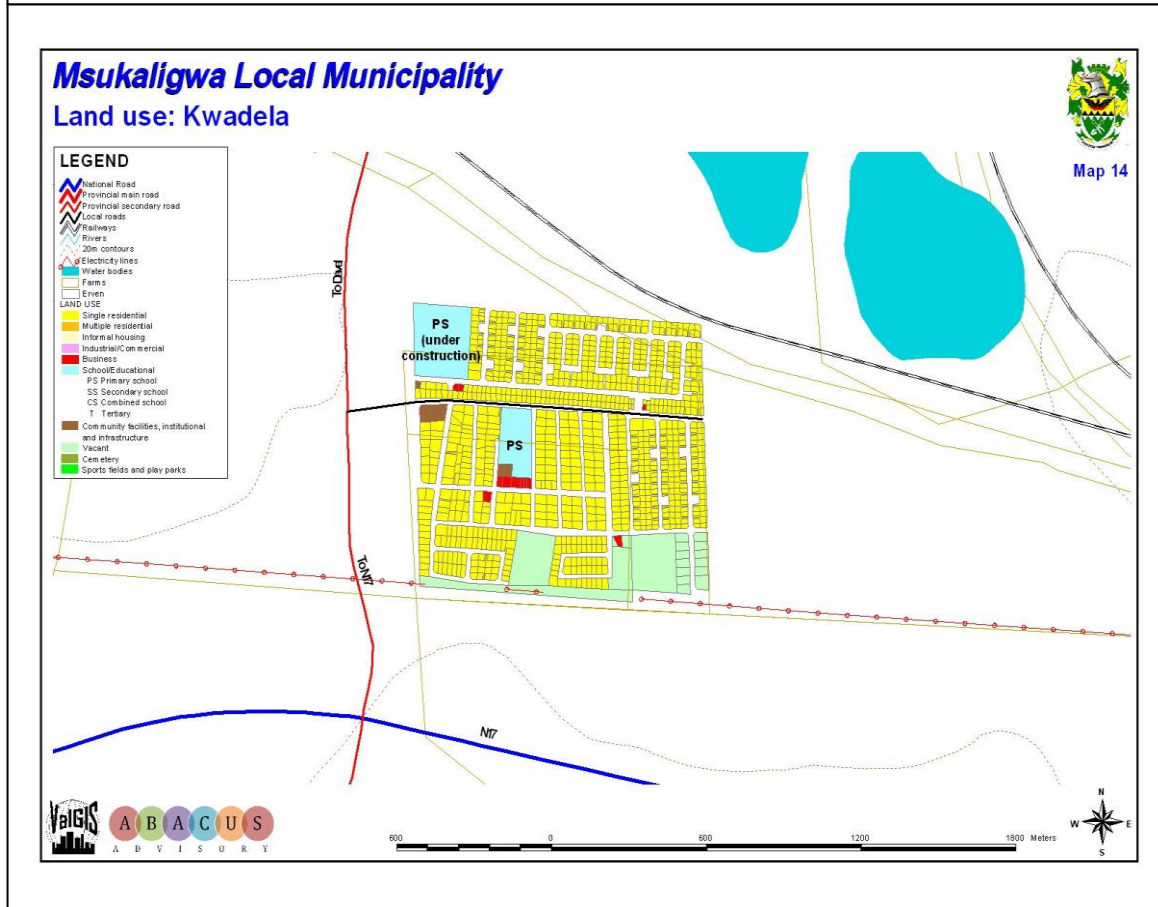 Msukaligwa Local Municipality
Land use: Kwadela
Map 14
LEGEND
National Road
Provincial main road
Provincial secondary road
Local roads
Railways
Rivers
20m contours
Electricity lines
Water bodies
Farms
Erven
LAND USE
Single residential
Multiple residential
Informal housing
Industrial/Commercial
Business
School/Educational
PS Primary school
SS Secondary school
CS Combined school
T Tertiary
Community facilities, institutional
and infrastructure
Vacant
Cemetery
Sports fields and play parks
To Davel
PS
(under
construction)
PS
To N17
N17
ValGIS
ABACUS
ADVISORY
600 0 600 1200 1800 Meters
N
W E
S